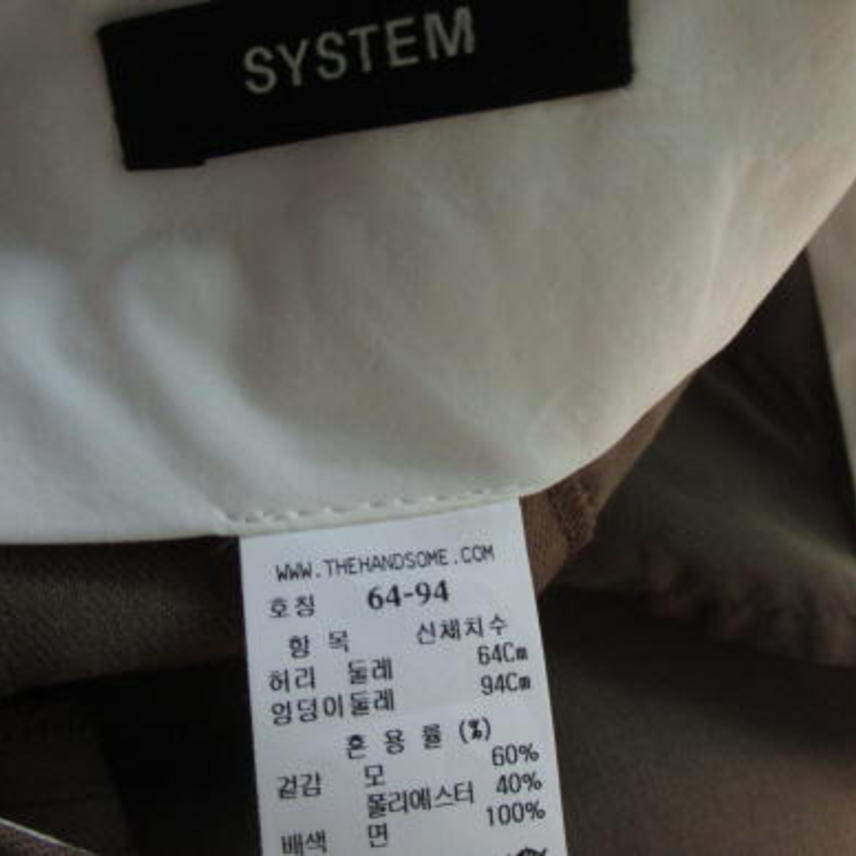 SYSTEM
WWW.THEHANDSOME.COM
호칭 64-94
항 목 신체치수
허리 둘레 64Cm
엉덩이둘레 94Cm
혼 용 률 (%)
겉감 모 60%
폴리에스터 40%
배색 면 100%